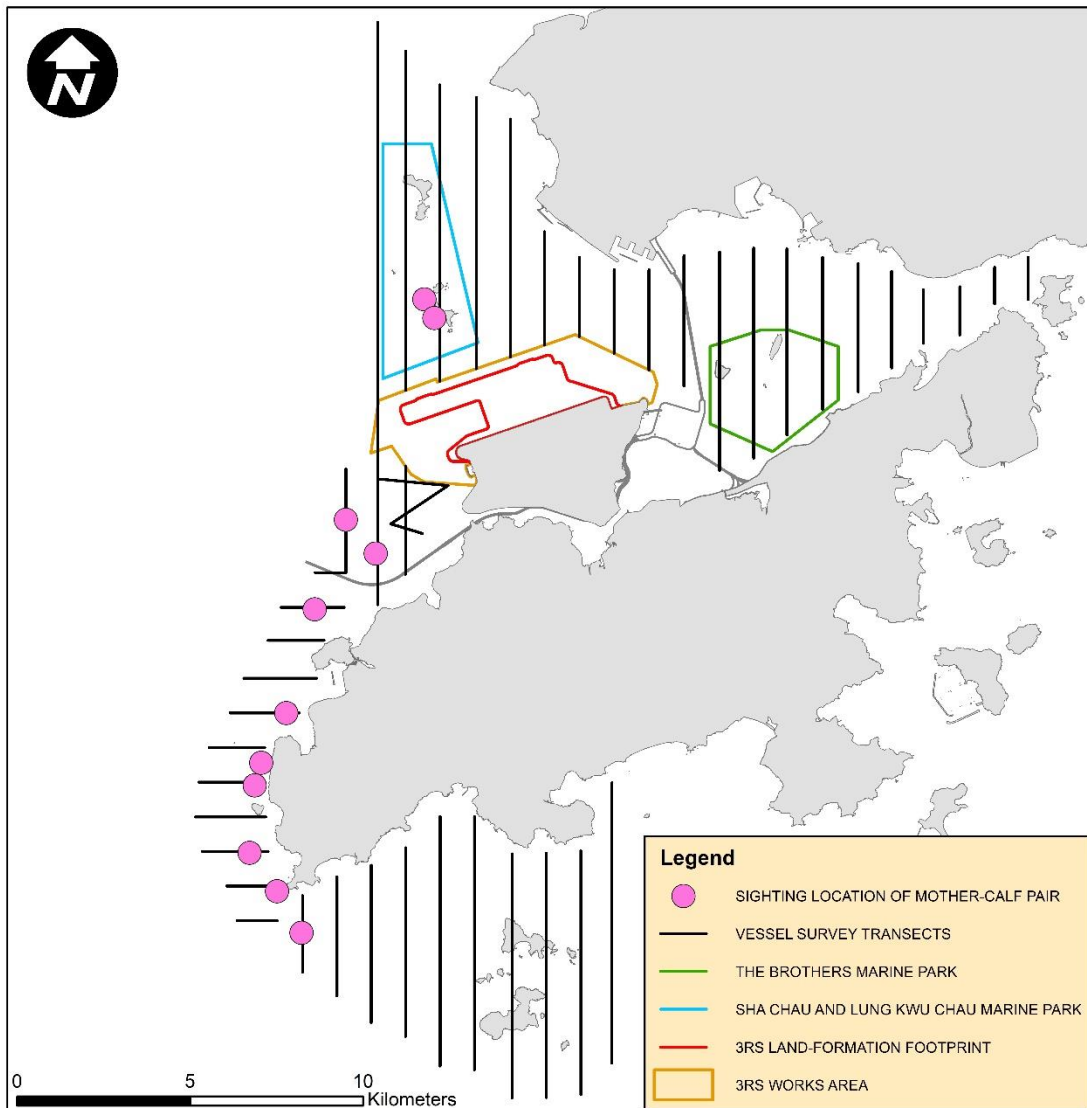 N
Legend
SIGHTING LOCATION OF MOTHER-CALF PAIR
VESSEL SURVEY TRANSECTS
THE BROTHERS MARINE PARK
SHA CHAU AND LUNG KWU CHAU MARINE PARK
3RS LAND-FORMATION FOOTPRINT
3RS WORKS AREA
0 5 10
Kilometers